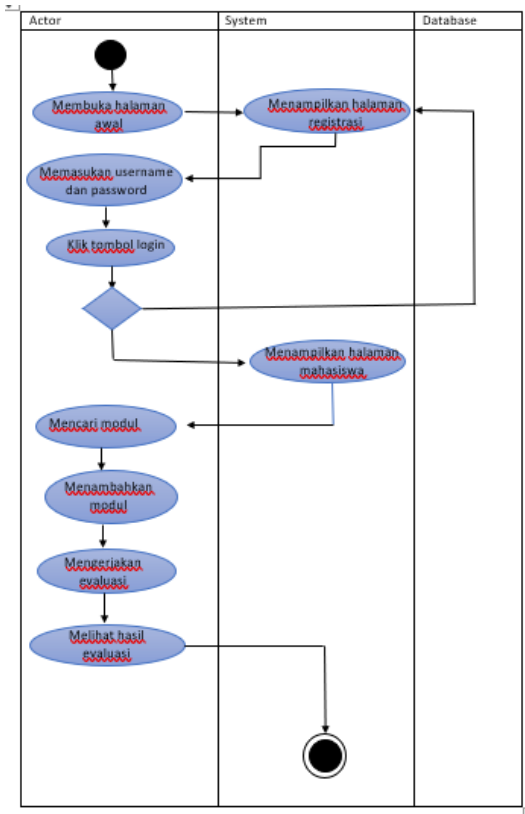 Actor
System
Database
Membuka halaman
awal
Menampilkan halaman
registrasi
Memasukan username
dan password
Klik tombol login
Menampilkan halaman
mahasiswa
Mencari modul
Menambahkan
modul
Mengerjakan
evaluasi
Melihat hasil
evaluasi